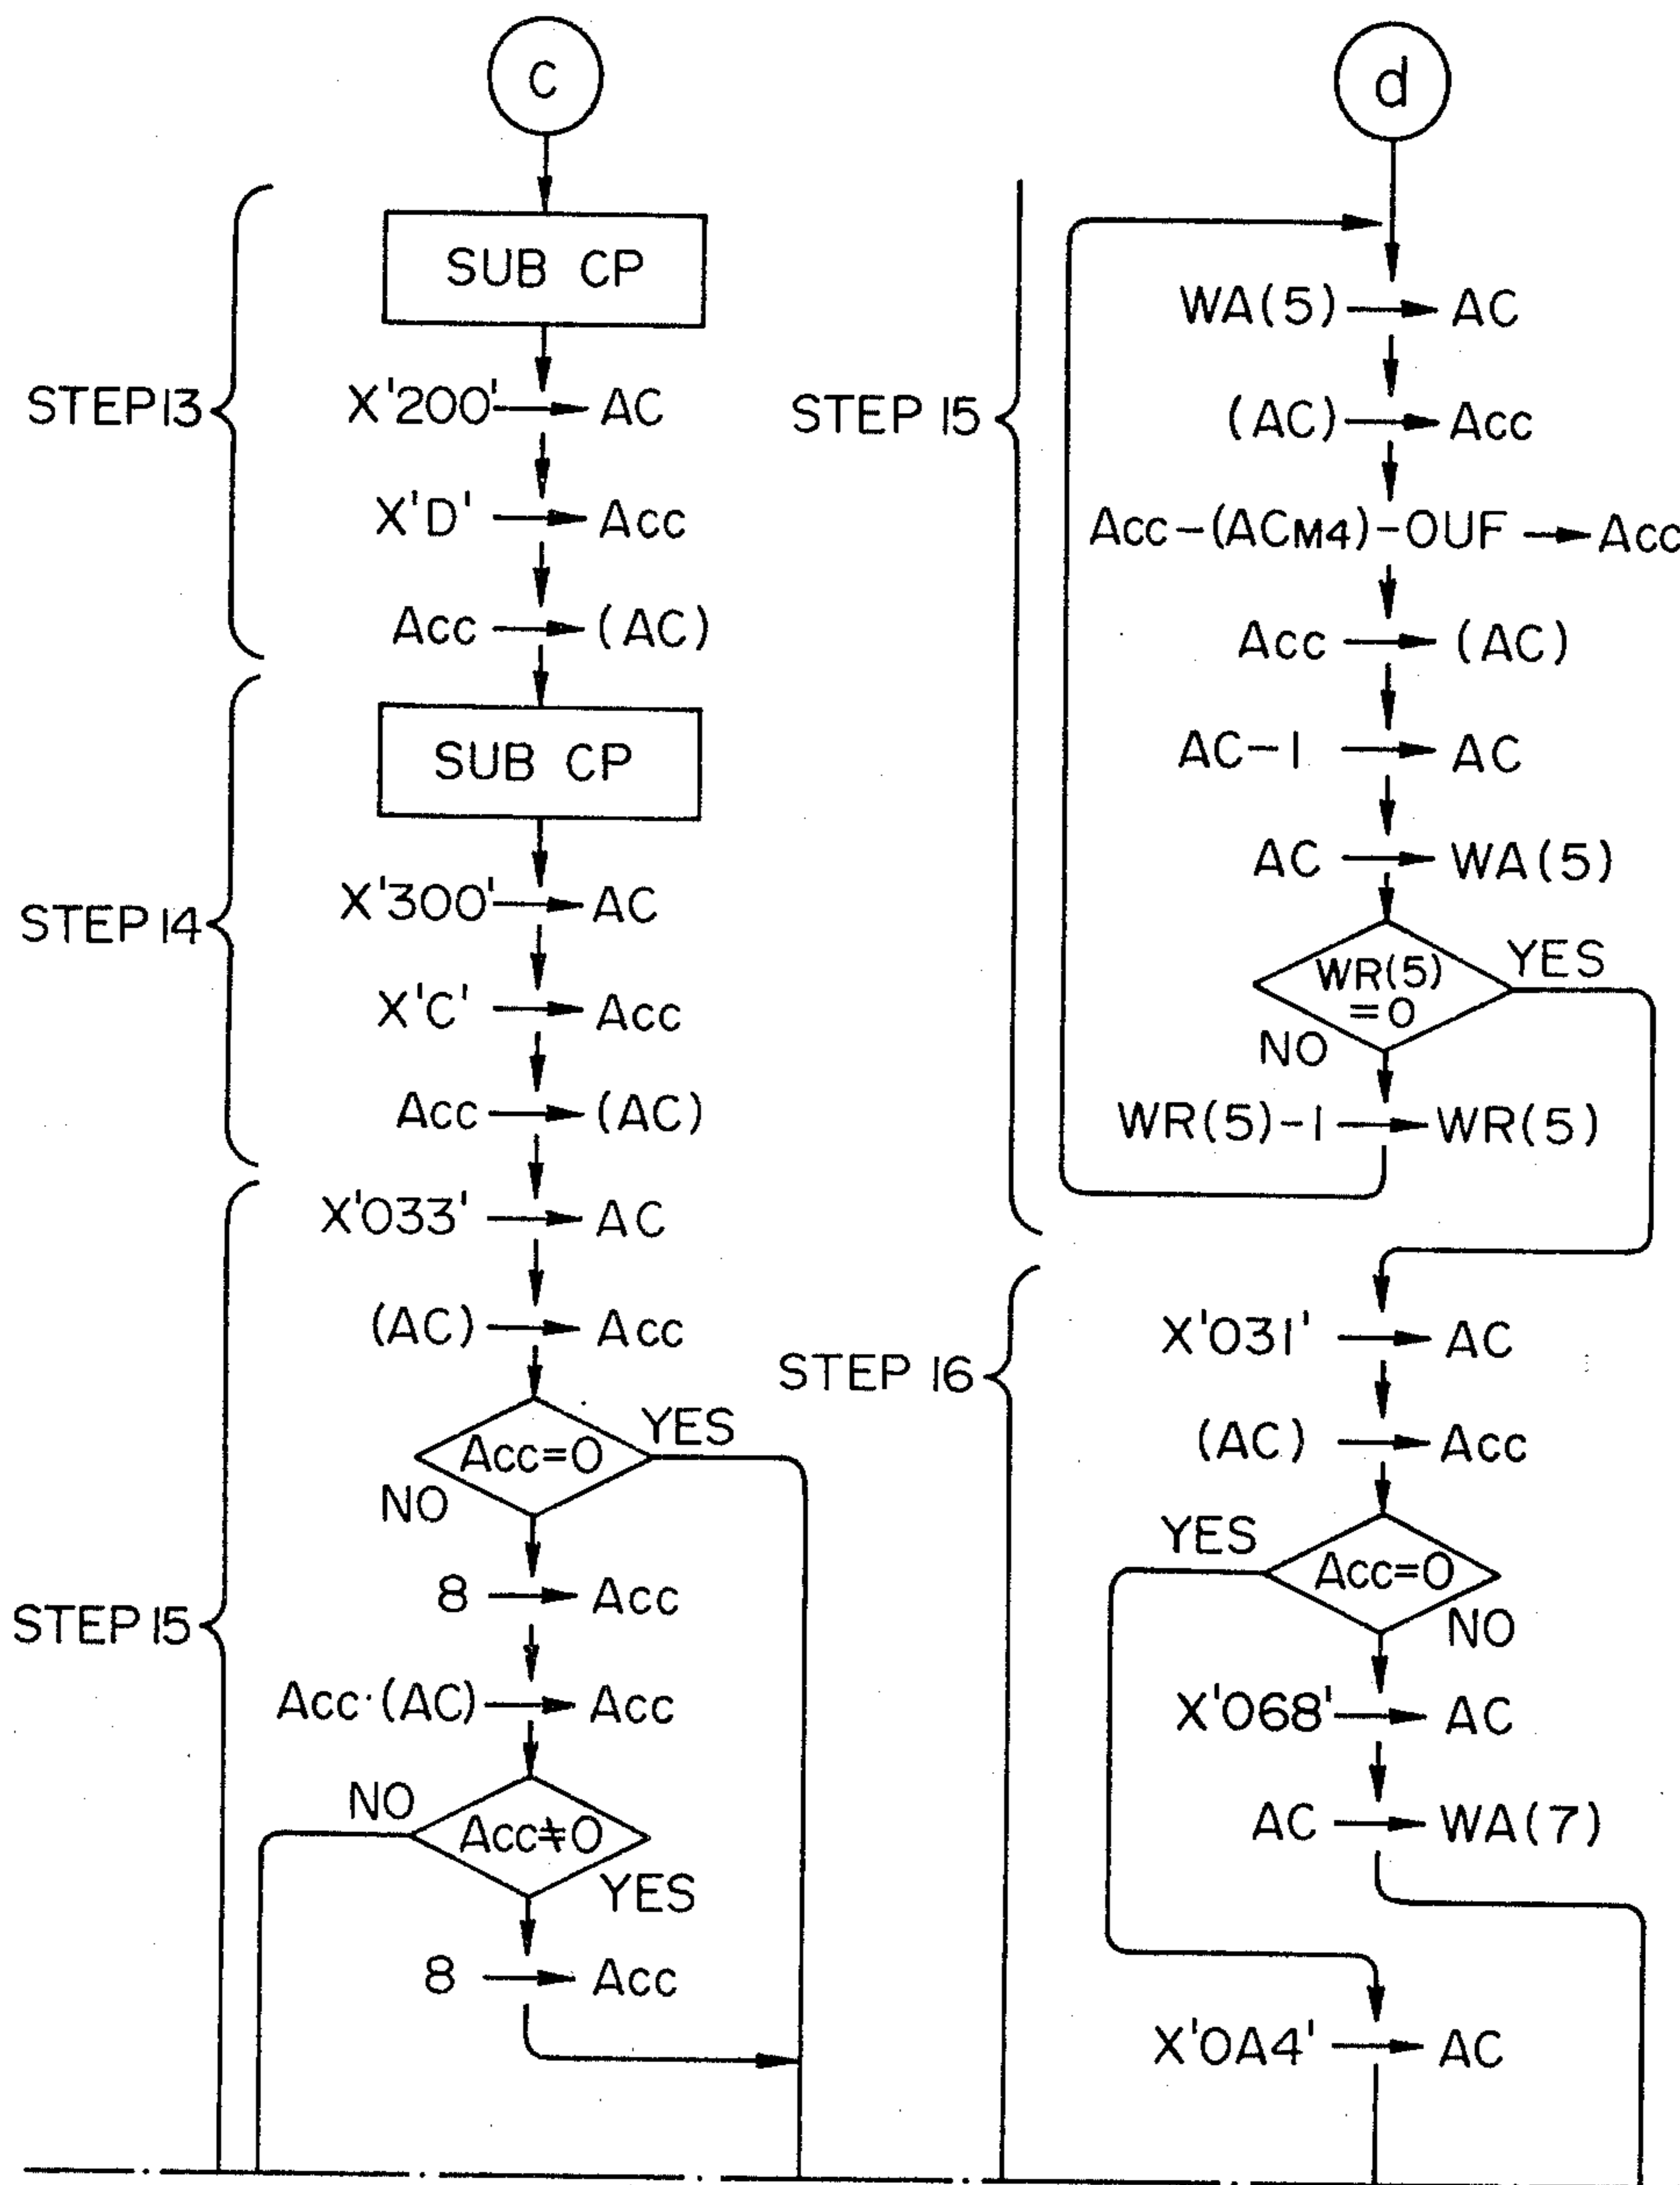 c
SUB CP
STEP 13
X'200' → AC
X'D' → Acc
Acc → (AC)
SUB CP
STEP 14
X'300' → AC
X'C' → Acc
Acc → (AC)
X'033' → AC
(AC) → Acc
Acc=0
YES
NO
STEP 15
8 → Acc
Acc·(AC) → Acc
Acc≠0
NO
YES
8 → Acc
d
STEP 15
WA(5) → AC
(AC) → Acc
Acc-(ACM4)-OUF → Acc
Acc → (AC)
AC-1 → AC
AC → WA(5)
WR(5)
=0
YES
NO
WR(5)-1 → WR(5)
STEP 16
X'031' → AC
(AC) → Acc
Acc=0
YES
NO
X'068' → AC
AC → WA(7)
X'0A4' → AC